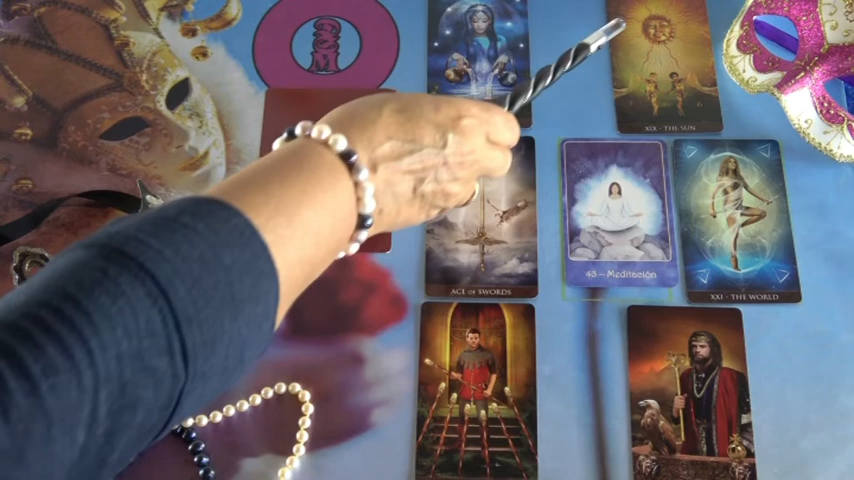 XIX - THE SUN
43 - Meditación
ACE OF SWORDS
XXI - THE WORLD